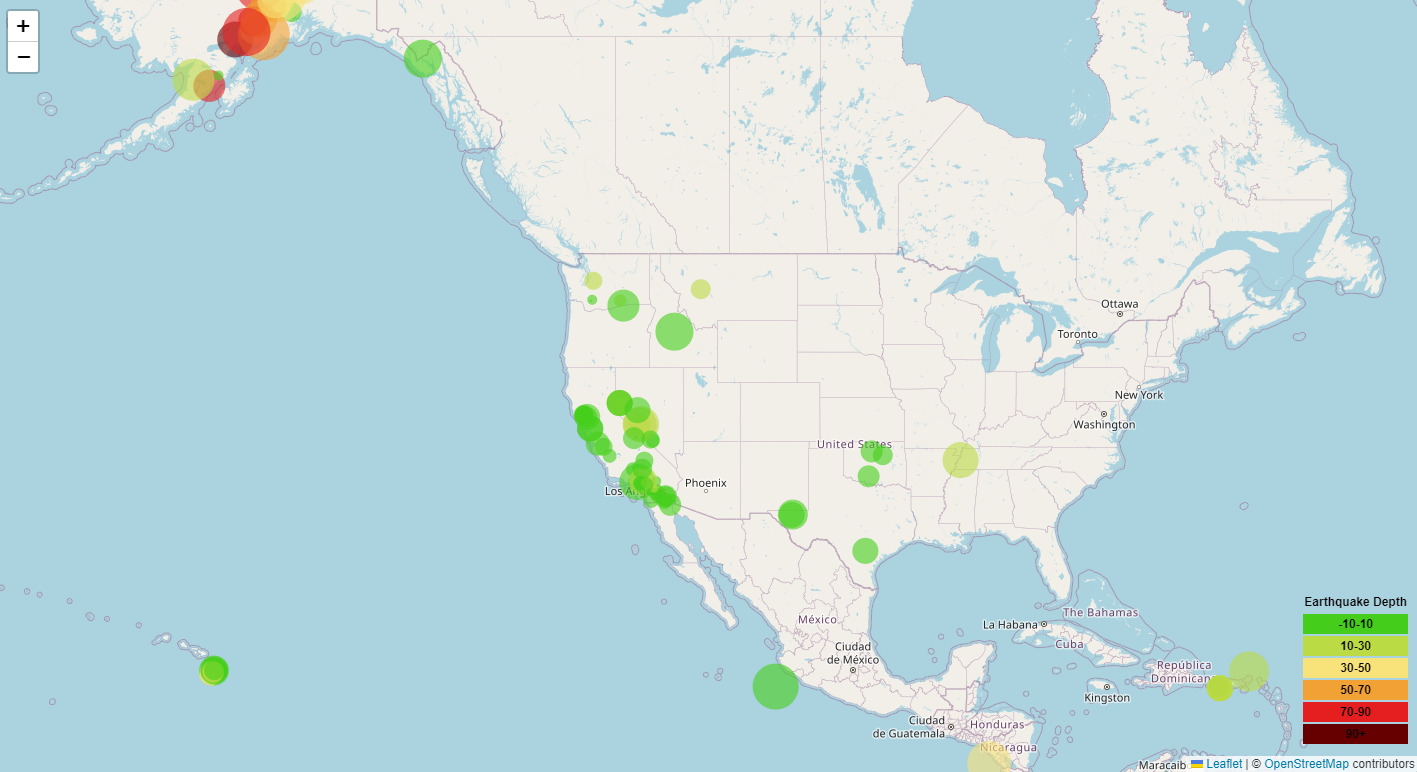 +
−
Ottawa
Toronto
New York
Washington
United States
Phoenix
Los An
The Bahamas
La Habana
México
Cuba
Ciudad
de México
República
Dominicana
Kingston
Ciudad
de Guatemala
Honduras
Nicaragua
Maracaib
Earthquake Depth
-10-10
10-30
30-50
50-70
70-90
90+
Leaflet | © OpenStreetMap contributors